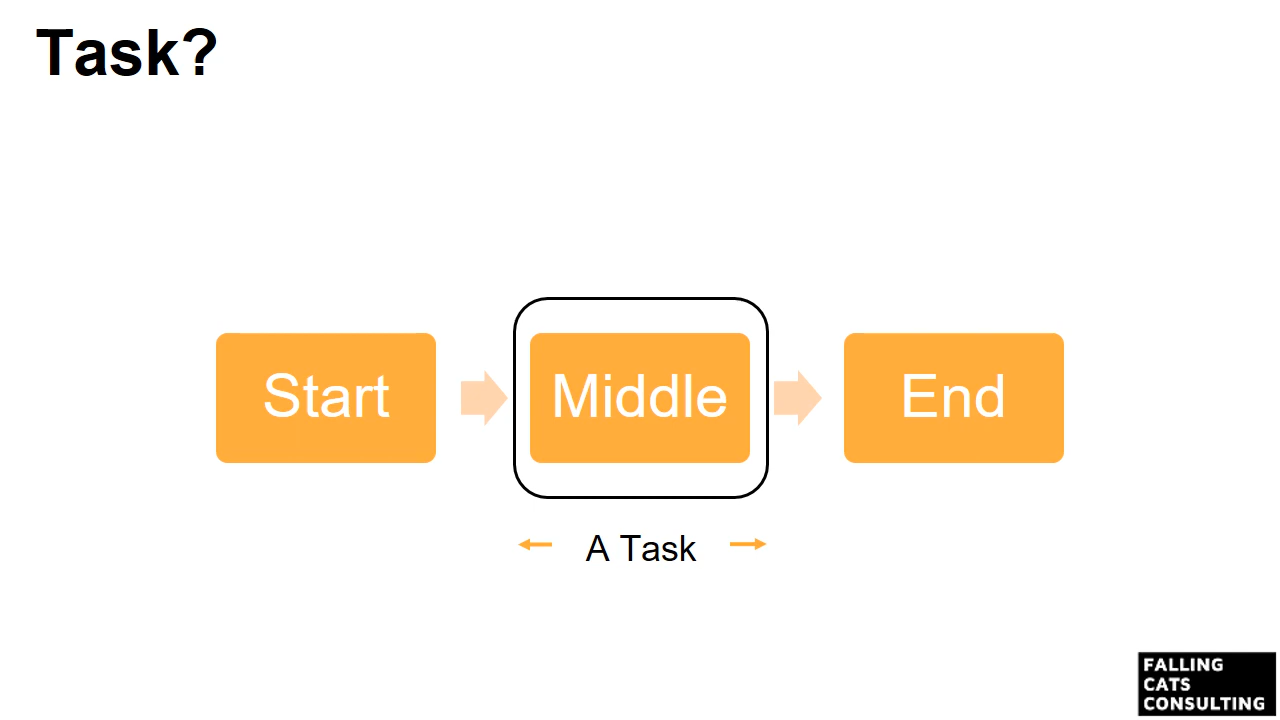 Task?
Start
Middle
End
A Task
FALLING
CATS
CONSULTING